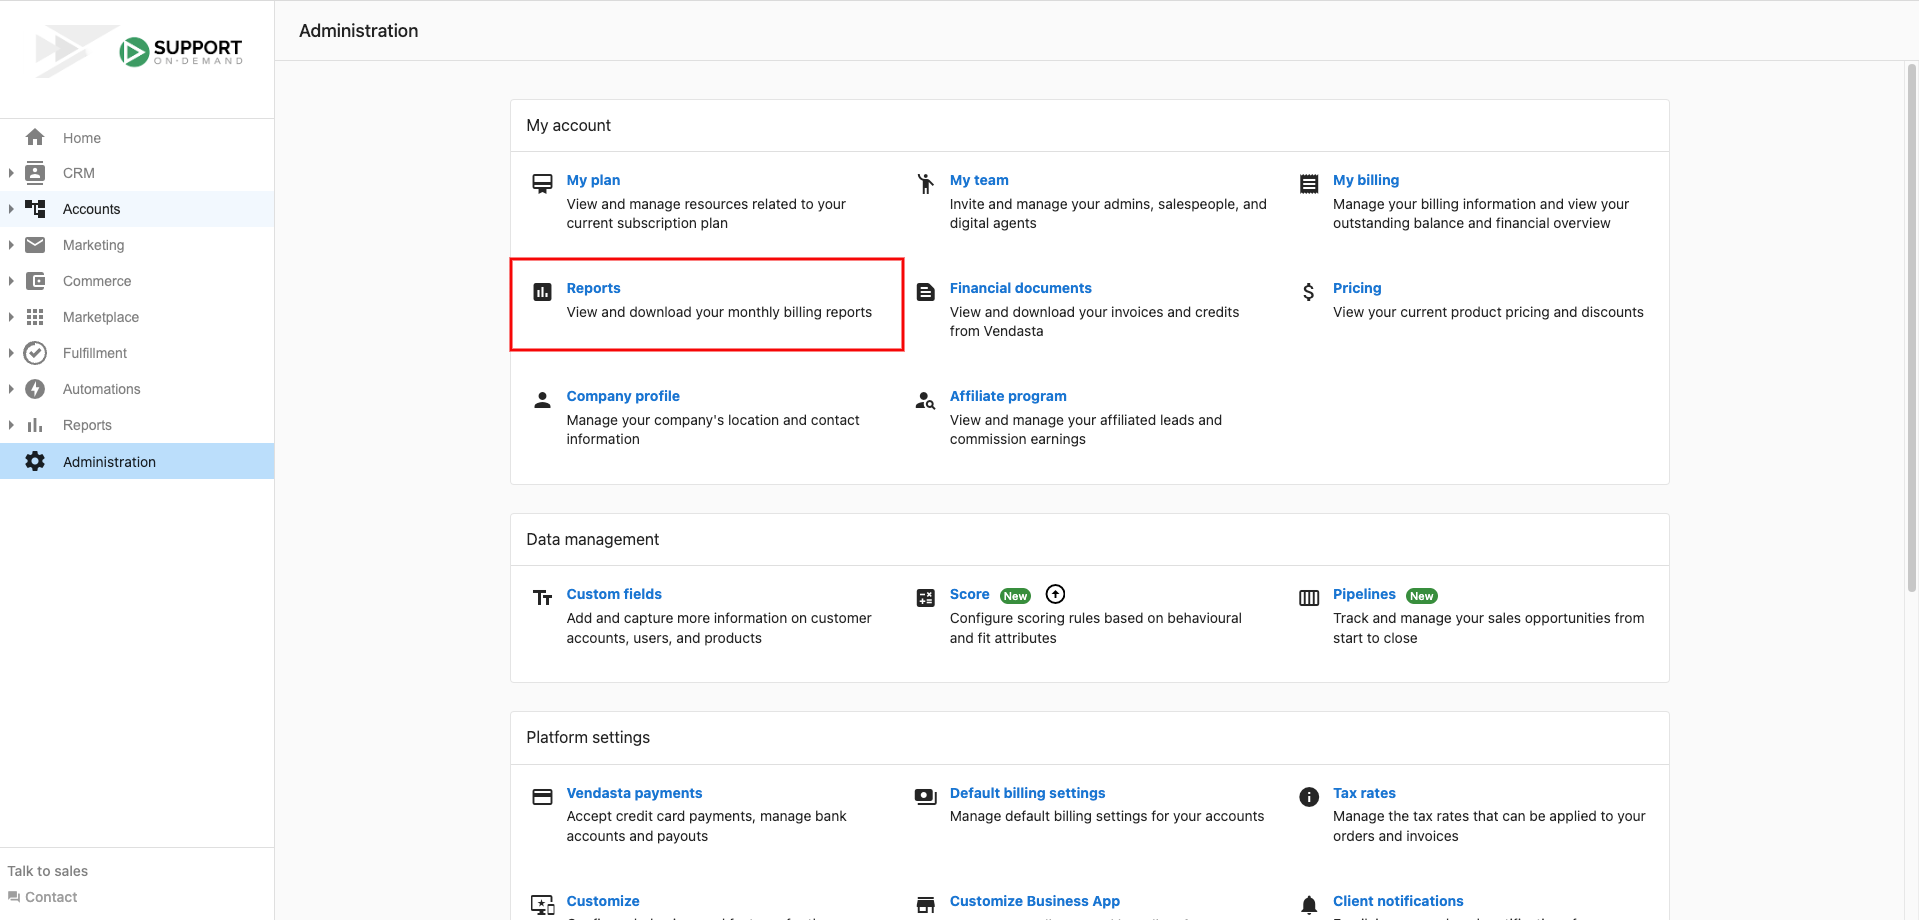 SUPPORT
ON-DEMAND
Administration
Home
CRM
Accounts
Marketing
Commerce
Marketplace
Fulfillment
Automations
Reports
Administration
Talk to sales
Contact
My account
My plan
View and manage resources related to your
current subscription plan
My team
Invite and manage your admins, salespeople, and
digital agents
My billing
Manage your billing information and view your
outstanding balance and financial overview
Reports
View and download your monthly billing reports
Financial documents
View and download your invoices and credits
from Vendasta
Pricing
View your current product pricing and discounts
Company profile
Manage your company's location and contact
information
Affiliate program
View and manage your affiliated leads and
commission earnings
Data management
Custom fields
Add and capture more information on customer
accounts, users, and products
Score New
Configure scoring rules based on behavioural
and fit attributes
Pipelines New
Track and manage your sales opportunities from
start to close
Platform settings
Vendasta payments
Accept credit card payments, manage bank
accounts and payouts
Default billing settings
Manage default billing settings for your accounts
Tax rates
Manage the tax rates that can be applied to your
orders and invoices
Customize
Customize Business App
Client notifications